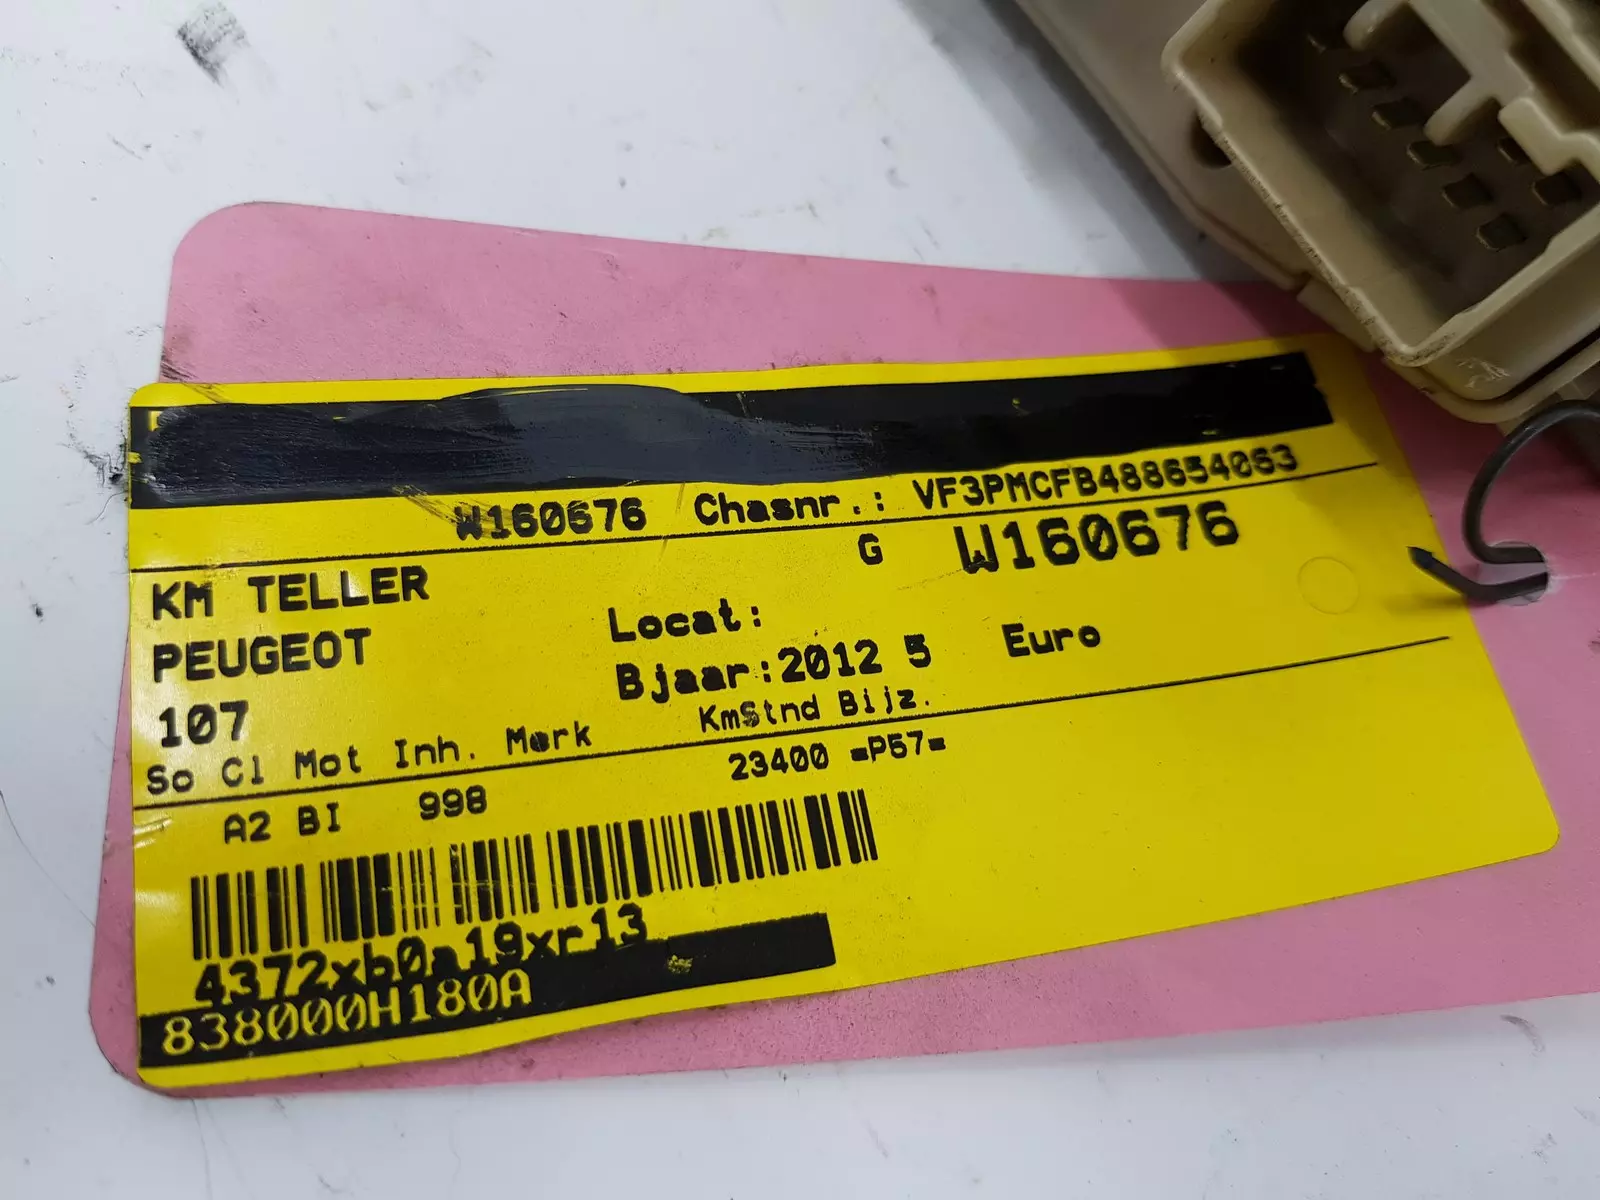 W160676 Chasnr.: VF3PMCFB488654063
G W160676
KM TELLER
Locat:
PEUGEOT
Bjaar:2012 5 Euro
107
So Cl Mot Inh. Merk KmStnd Bijz.
A2 BI 998 23400 =P57=
4372xb0a19xr13
838000H180A